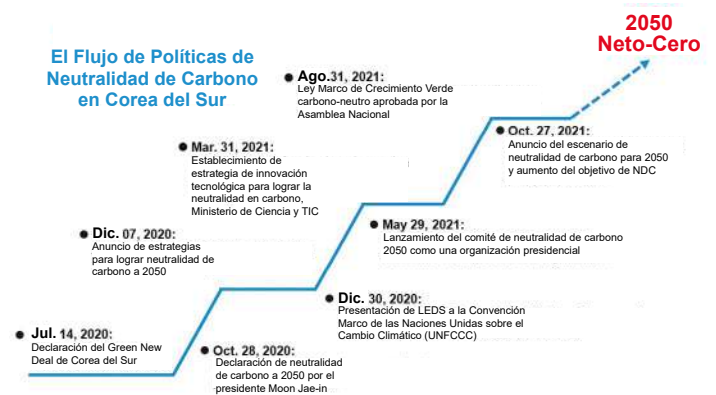 El Flujo de Políticas de
Neutralidad de Carbono
en Corea del Sur
2050
Neto-Cero
Jul. 14, 2020:
Declaración del Green New
Deal de Corea del Sur
Oct. 28, 2020:
Declaración de neutralidad
de carbono a 2050 por el
presidente Moon Jae-in
Dic. 07, 2020:
Anuncio de estrategias
para lograr neutralidad de
carbono a 2050
Dic. 30, 2020:
Presentación de LEDS a la Convención
Marco de las Naciones Unidas sobre el
Cambio Climático (UNFCCC)
Mar. 31, 2021:
Establecimiento de
estrategia de innovación
tecnológica para lograr la
neutralidad en carbono,
Ministerio de Ciencia y TIC
May 29, 2021:
Lanzamiento del comité de neutralidad de carbono
2050 como una organización presidencial
Ago.31, 2021:
Ley Marco de Crecimiento Verde
carbono-neutro aprobada por la
Asamblea Nacional
Oct. 27, 2021:
Anuncio del escenario de
neutralidad de carbono para 2050
y aumento del objetivo de NDC